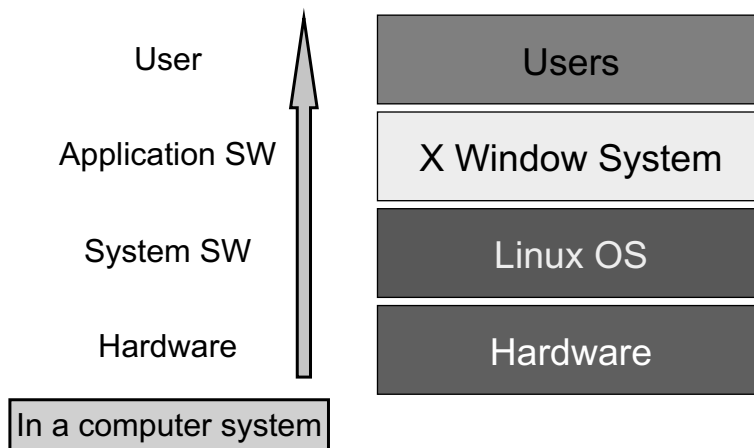 User
Application SW
System SW
Hardware
In a computer system
Users
X Window System
Linux OS
Hardware